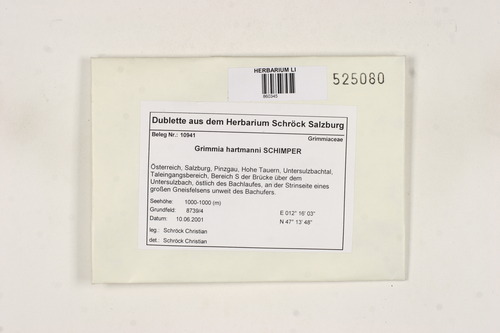 HERBARIUM LI
860345
525080
Dublette aus dem Herbarium Schröck Salzburg
Beleg Nr.: 10941 Grimmiaceae
Grimmia hartmanni SCHIMPER
Österreich, Salzburg, Pinzgau, Hohe Tauern, Untersulzbachtal,
Taleingangsbereich, Bereich S der Brücke über dem
Untersulzbach, östlich des Bachlaufes, an der Strinseite eines
großen Gneisfelsens unweit des Bachufers.
Seehöhe: 1000-1000 (m)
Grundfeld: 8739/4 E 012° 16' 03"
Datum: 10.06.2001 N 47° 13' 48"
leg.: Schröck Christian
det.: Schröck Christian